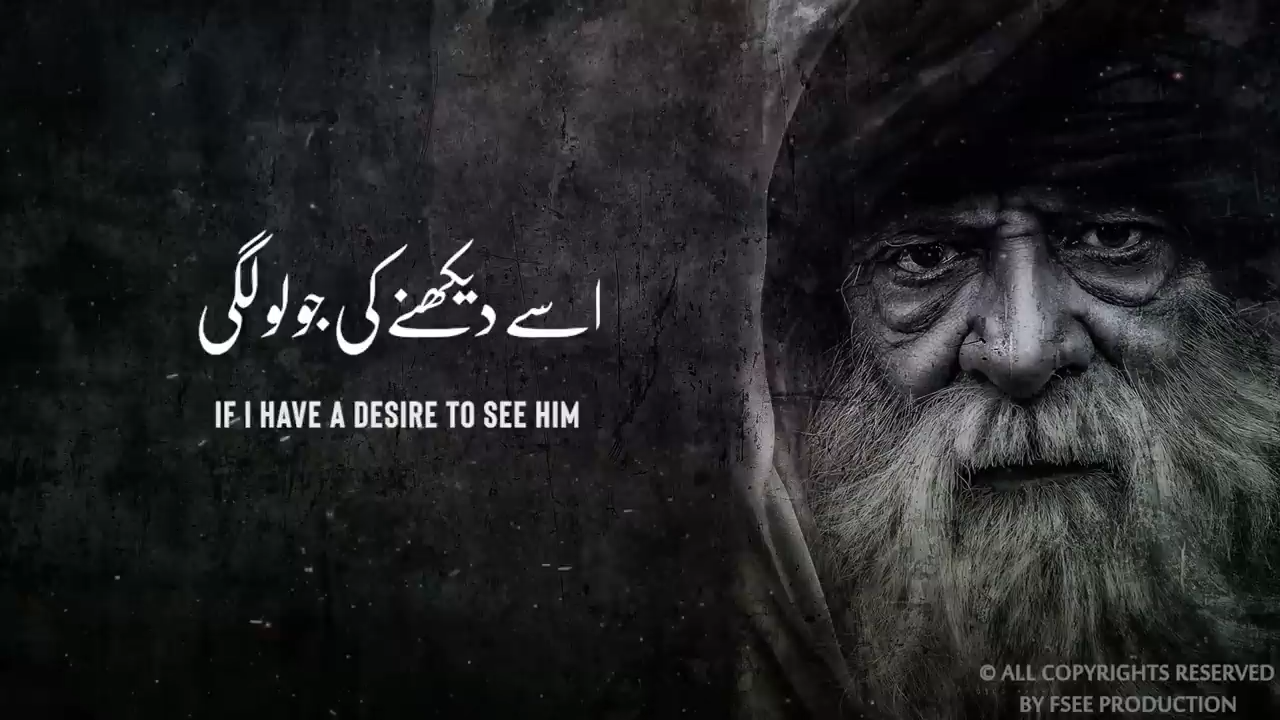 اسے دیکھنے کی جو لو لگی
IF I HAVE A DESIRE TO SEE HIM
© ALL COPYRIGHTS RESERVED
BY FSEE PRODUCTION